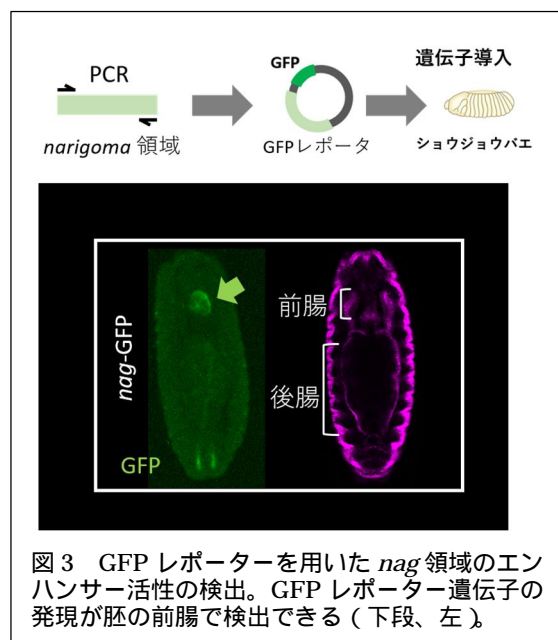 PCR
narigoma 領域
GFP
GFPレポータ
遺伝子導入
ショウジョウバエ
nag-GFP
GFP
前腸
後腸
図 3 GFP レポーターを用いた nag 領域のエン
ハンサー活性の検出。GFP レポーター遺伝子の
発現が胚の前腸で検出できる(下段、左)。